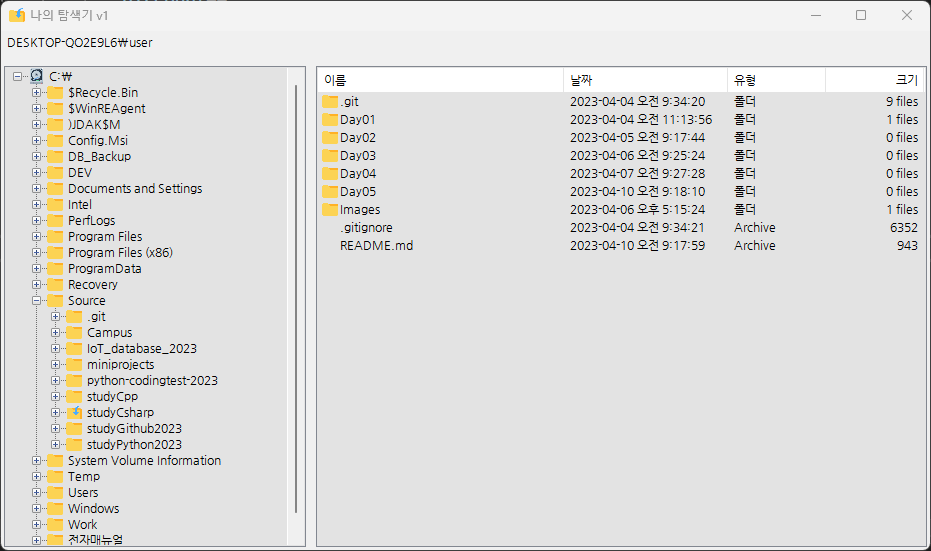 나의 탐색기 v1
DESKTOP-QO2E9L6₩user
C:₩
$Recycle.Bin
$WinREAgent
)JDAK$M
Config.Msi
DB_Backup
DEV
Documents and Settings
Intel
PerfLogs
Program Files
Program Files (x86)
ProgramData
Recovery
Source
.git
Campus
IoT_database_2023
miniprojects
python-codingtest-2023
studyCpp
studyCsharp
studyGithub2023
studyPython2023
System Volume Information
Temp
Users
Windows
Work
전자매뉴얼
이름 날짜 유형 크기
.git 2023-04-04 오전 9:34:20 폴더 9 files
Day01 2023-04-04 오전 11:13:56 폴더 1 files
Day02 2023-04-05 오전 9:17:44 폴더 0 files
Day03 2023-04-06 오전 9:25:24 폴더 0 files
Day04 2023-04-07 오전 9:27:28 폴더 0 files
Day05 2023-04-10 오전 9:18:10 폴더 0 files
Images 2023-04-06 오후 5:15:24 폴더 1 files
.gitignore 2023-04-04 오전 9:34:21 Archive 6352
README.md 2023-04-10 오전 9:17:59 Archive 943